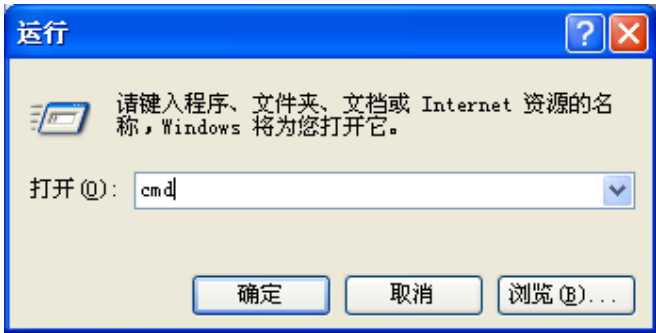 运行
请键入程序、文件夹、文档或 Internet 资源的名
称，Windows 将为您打开它。
打开(O): cmd
确定 取消 浏览(B)...